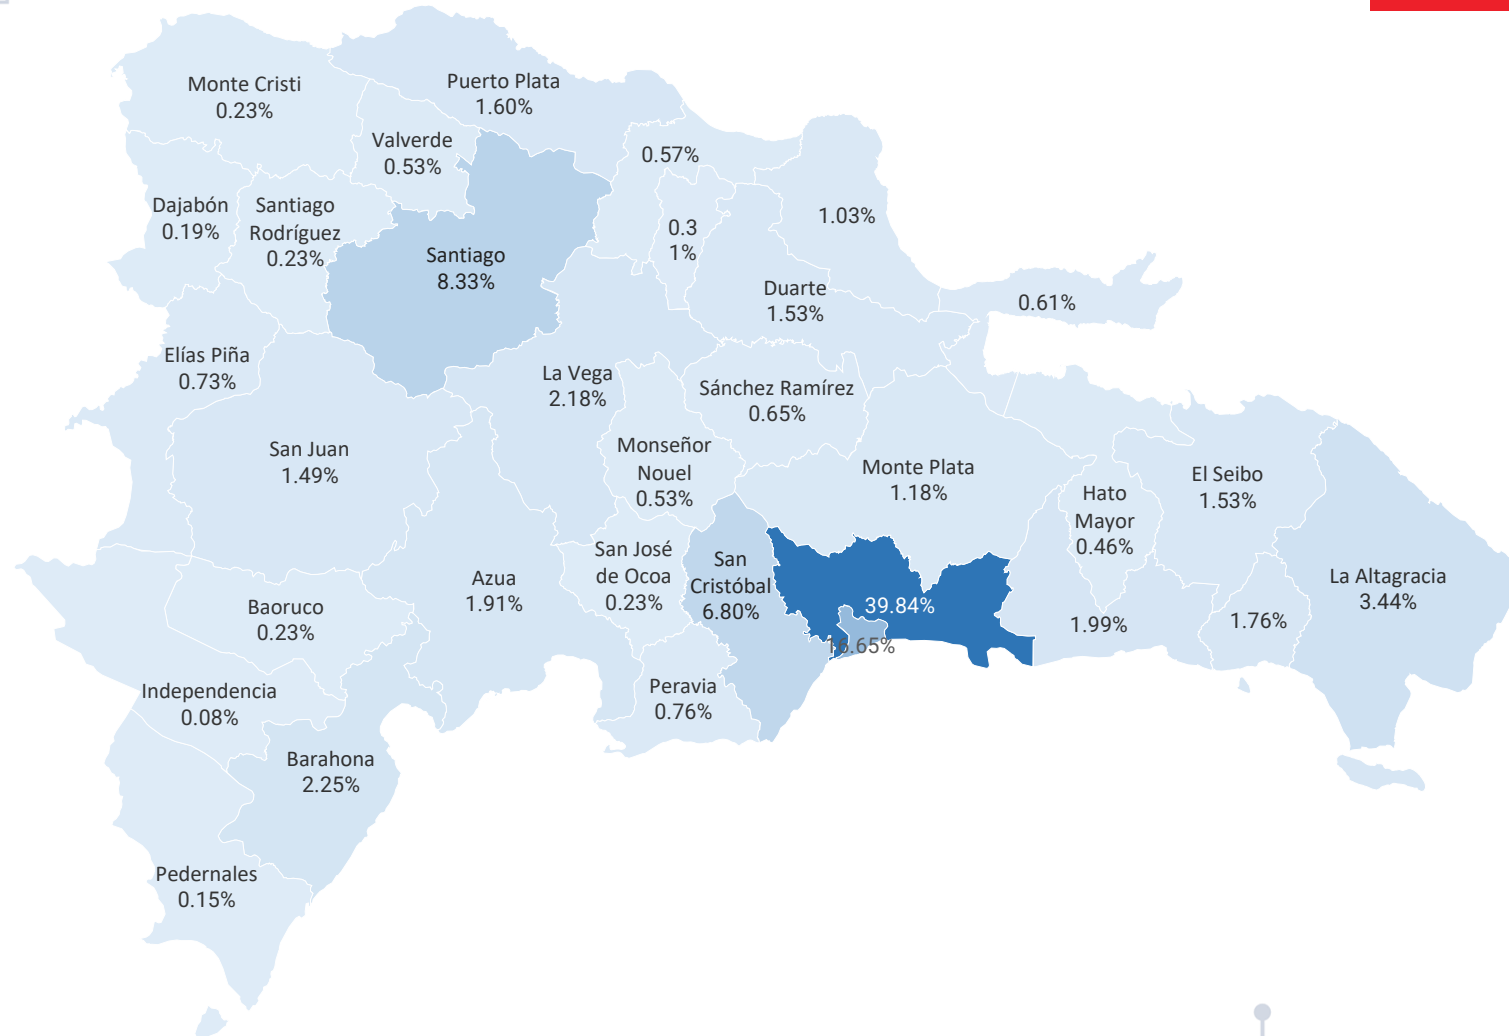 Monte Cristi
0.23%
Puerto Plata
1.60%
Valverde
0.53%
0.57%
Dajabón
0.19%
Santiago
Rodríguez
0.23%
Santiago
8.33%
0.3
1%
1.03%
Duarte
1.53%
0.61%
Elías Piña
0.73%
La Vega
2.18%
Sánchez Ramírez
0.65%
San Juan
1.49%
Monseñor
Nouel
0.53%
Monte Plata
1.18%
Hato
Mayor
0.46%
El Seibo
1.53%
La Altagracia
3.44%
Azua
1.91%
San José
de Ocoa
0.23%
San
Cristóbal
6.80%
39.84%
16.65%
1.99%
1.76%
Baoruco
0.23%
Independencia
0.08%
Peravia
0.76%
Barahona
2.25%
Pedernales
0.15%